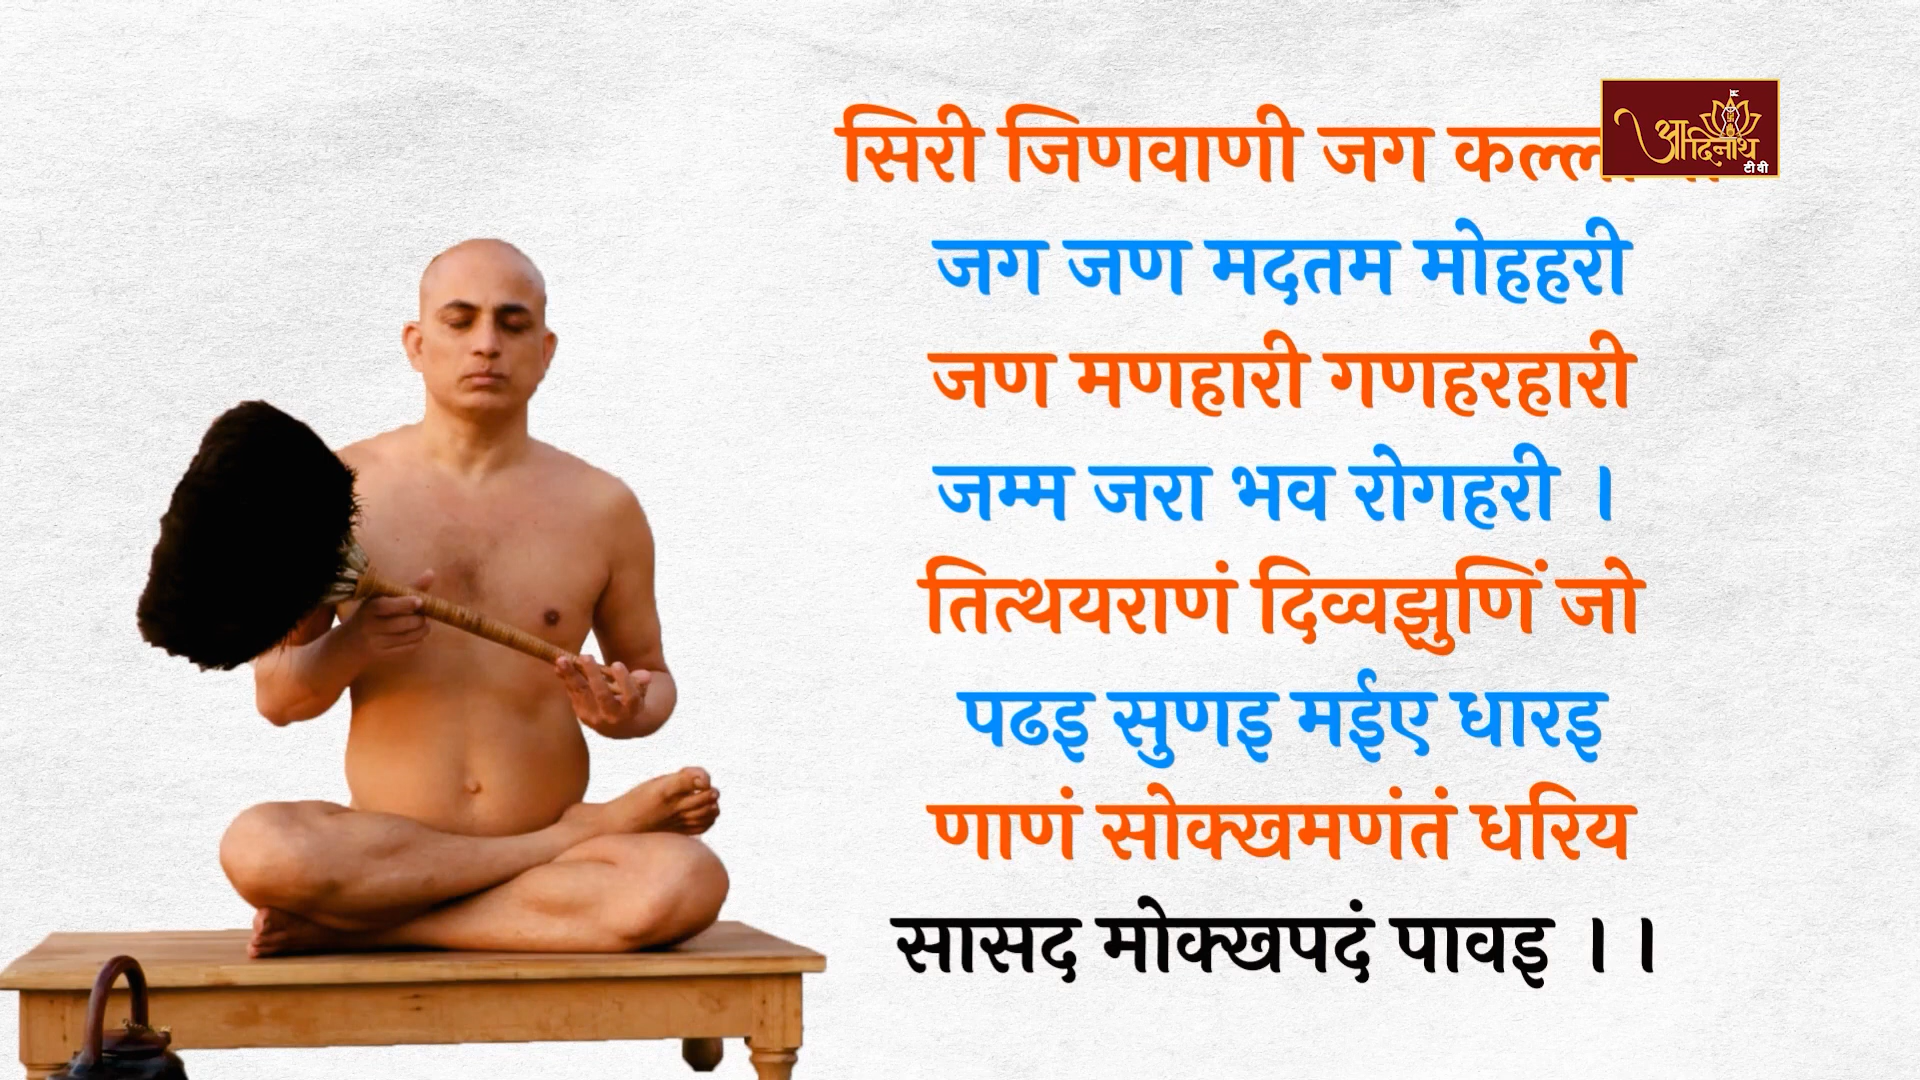 सिरी जिणवाणी जग
जग जण मदतम मोहहरी
जण मणहारी गणहरहारी
जम्म जरा भव रोगहरी ।
तित्थयराणं दिव्वझुणिं जो
पढइ सुणइ मईए धारइ
णाणं सोक्खमणंतं धरिय
सासद मोक्खपदं पावइ ।।
आदिनाथ
टीवी